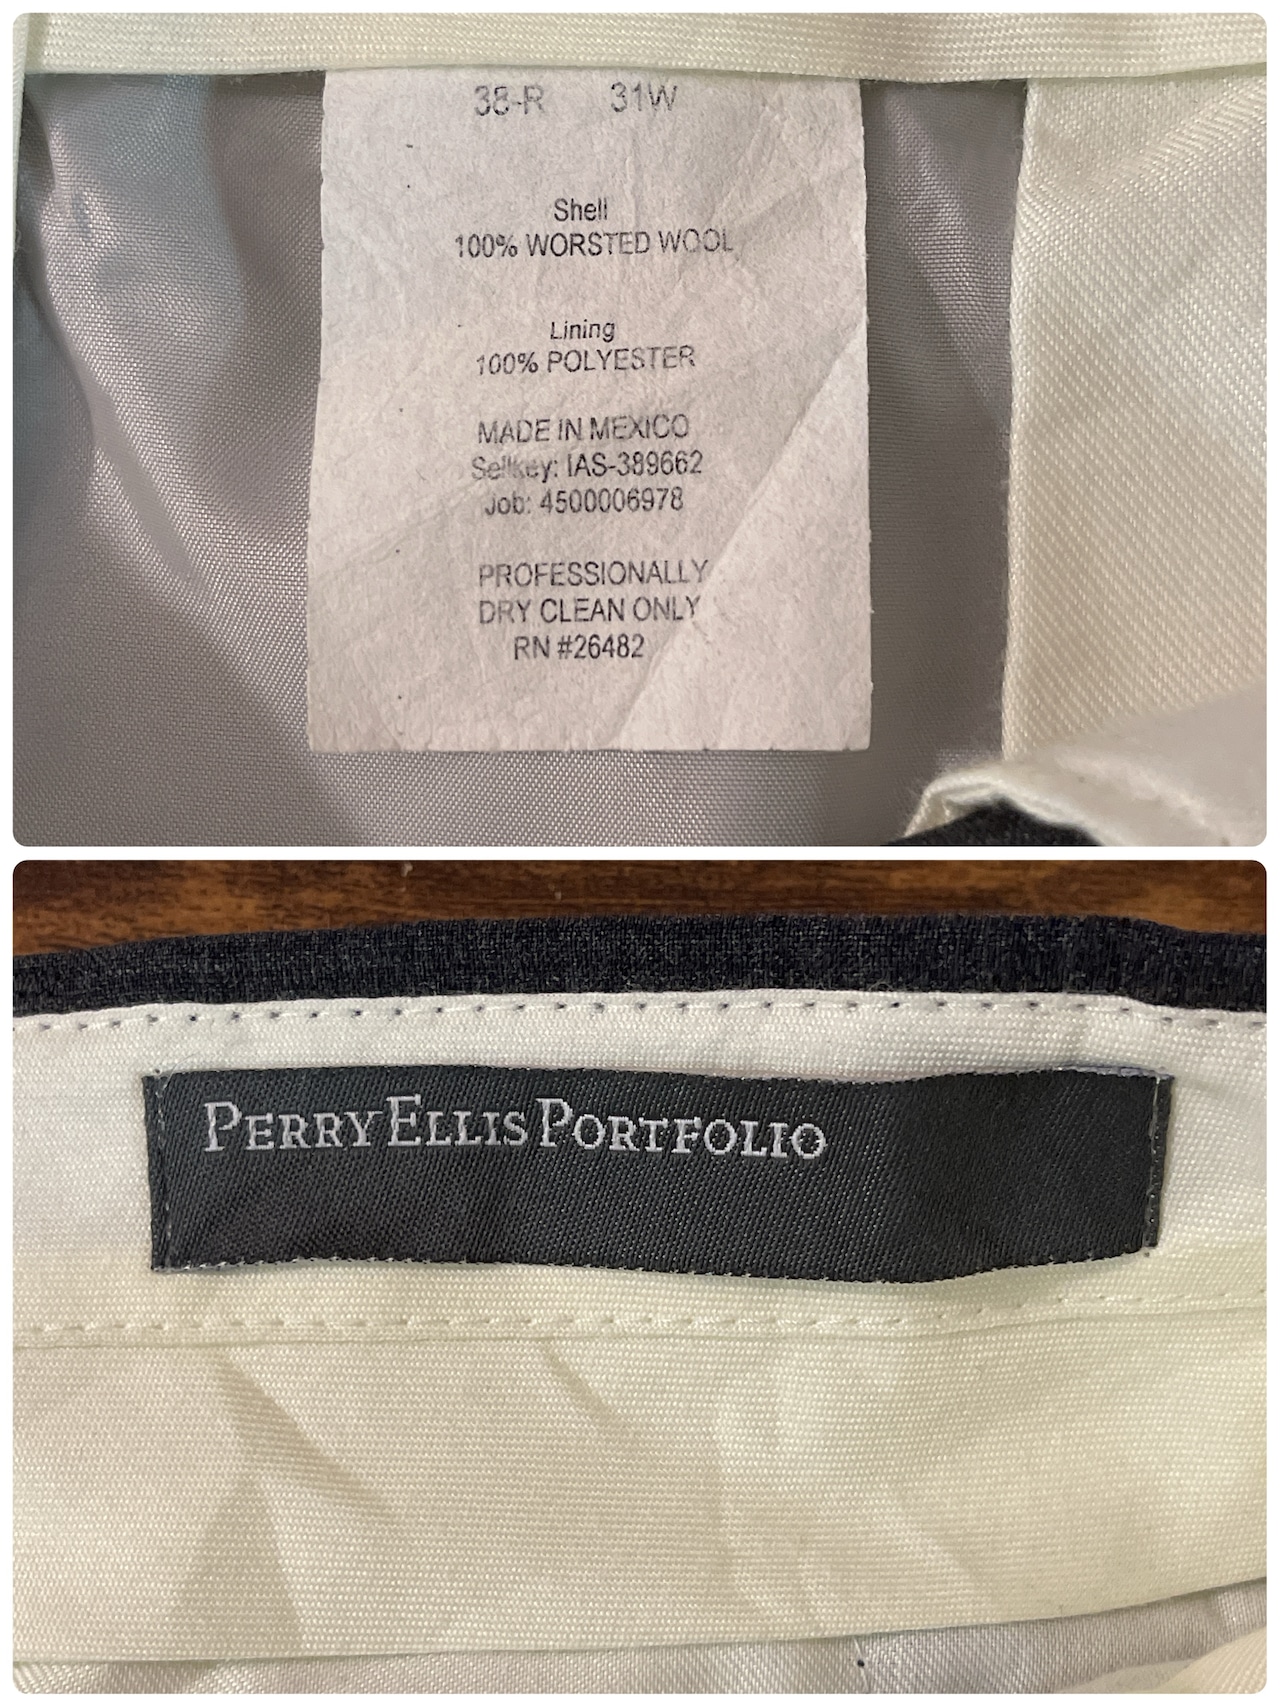 38-R 31W
Shell
100% WORSTED WOOL
Lining
100% POLYESTER
MADE IN MEXICO
Sellkey: IAS-389662
Job: 4500006978
PROFESSIONALLY
DRY CLEAN ONLY
RN #26482
PERRY ELLIS PORTFOLIO